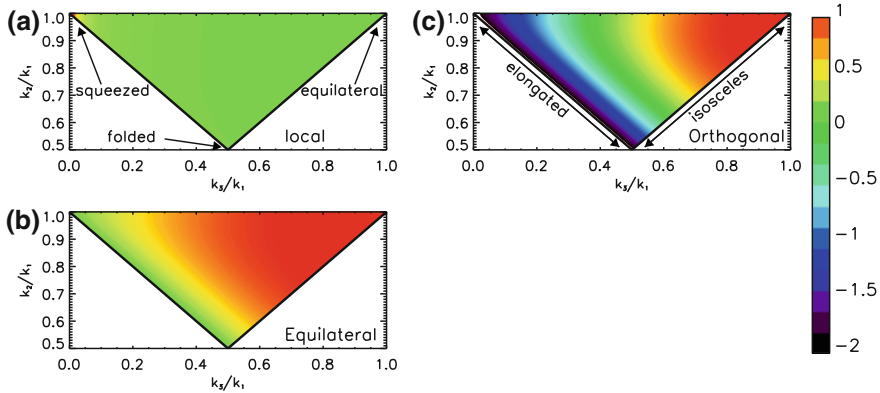 (a)
1.0
0.9
0.8
0.7
0.6
0.5
k₂/k₁
squeezed
equilateral
folded
local
0.0 0.2 0.4 0.6 0.8 1.0
k₃/k₁
(b)
1.0
0.9
0.8
0.7
0.6
0.5
k₂/k₁
Equilateral
0.0 0.2 0.4 0.6 0.8 1.0
k₃/k₁
(c)
1.0
0.9
0.8
0.7
0.6
0.5
k₂/k₁
elongated
isosceles
Orthogonal
0.0 0.2 0.4 0.6 0.8 1.0
k₃/k₁
1
0.5
0
−0.5
−1
−1.5
−2